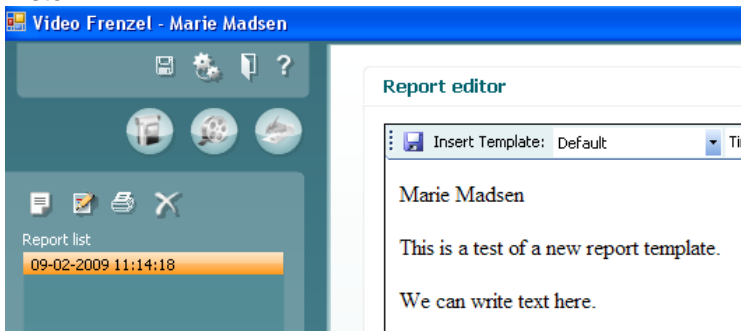 Video Frenzel - Marie Madsen
?
Report editor
Insert Template: Default
Marie Madsen
This is a test of a new report template.
We can write text here.
Report list
09-02-2009 11:14:18